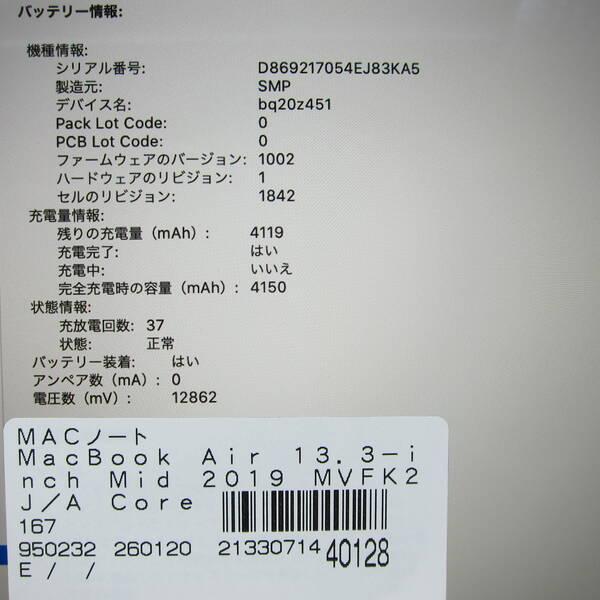 バッテリー情報:
機種情報:
シリアル番号: D869217054EJ83KA5
製造元: SMP
デバイス名: bq20z451
Pack Lot Code: 0
PCB Lot Code: 0
ファームウェアのバージョン: 1002
ハードウェアのリビジョン: 1
セルのリビジョン: 1842
充電量情報:
残りの充電量（mAh）: 4119
充電完了: はい
充電中: いいえ
完全充電時の容量（mAh）: 4150
状態情報:
充放電回数: 37
状態: 正常
バッテリー装着: はい
アンペア数（mA）: 0
電圧数（mV）: 12862
MACノート
MacBook Air 13.3-i
nch Mid 2019 MVFK2
J/A Core
167
950232 260120 21330714 40128
E / /